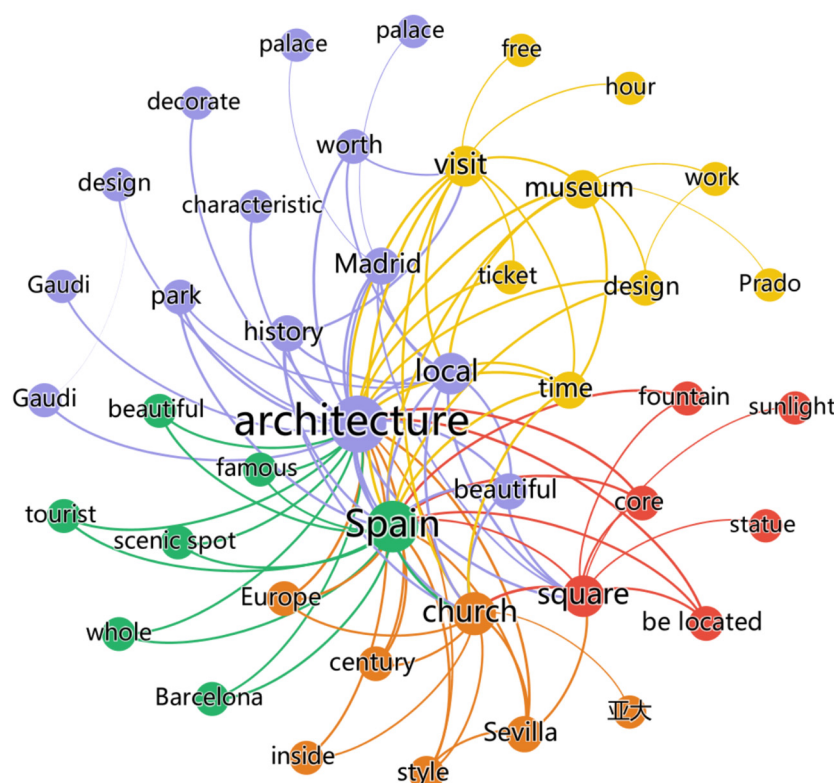 palace
palace
free
hour
decorate
worth
visit
museum
work
design
characteristic
Madrid
ticket
design
Prado
Gaudi
park
history
local
time
fountain
sunlight
Gaudi
beautiful
architecture
famous
beautiful
core
tourist
scenic spot
Spain
statue
Europe
church
square
be located
whole
century
Barcelona
亚大
Sevilla
inside
style